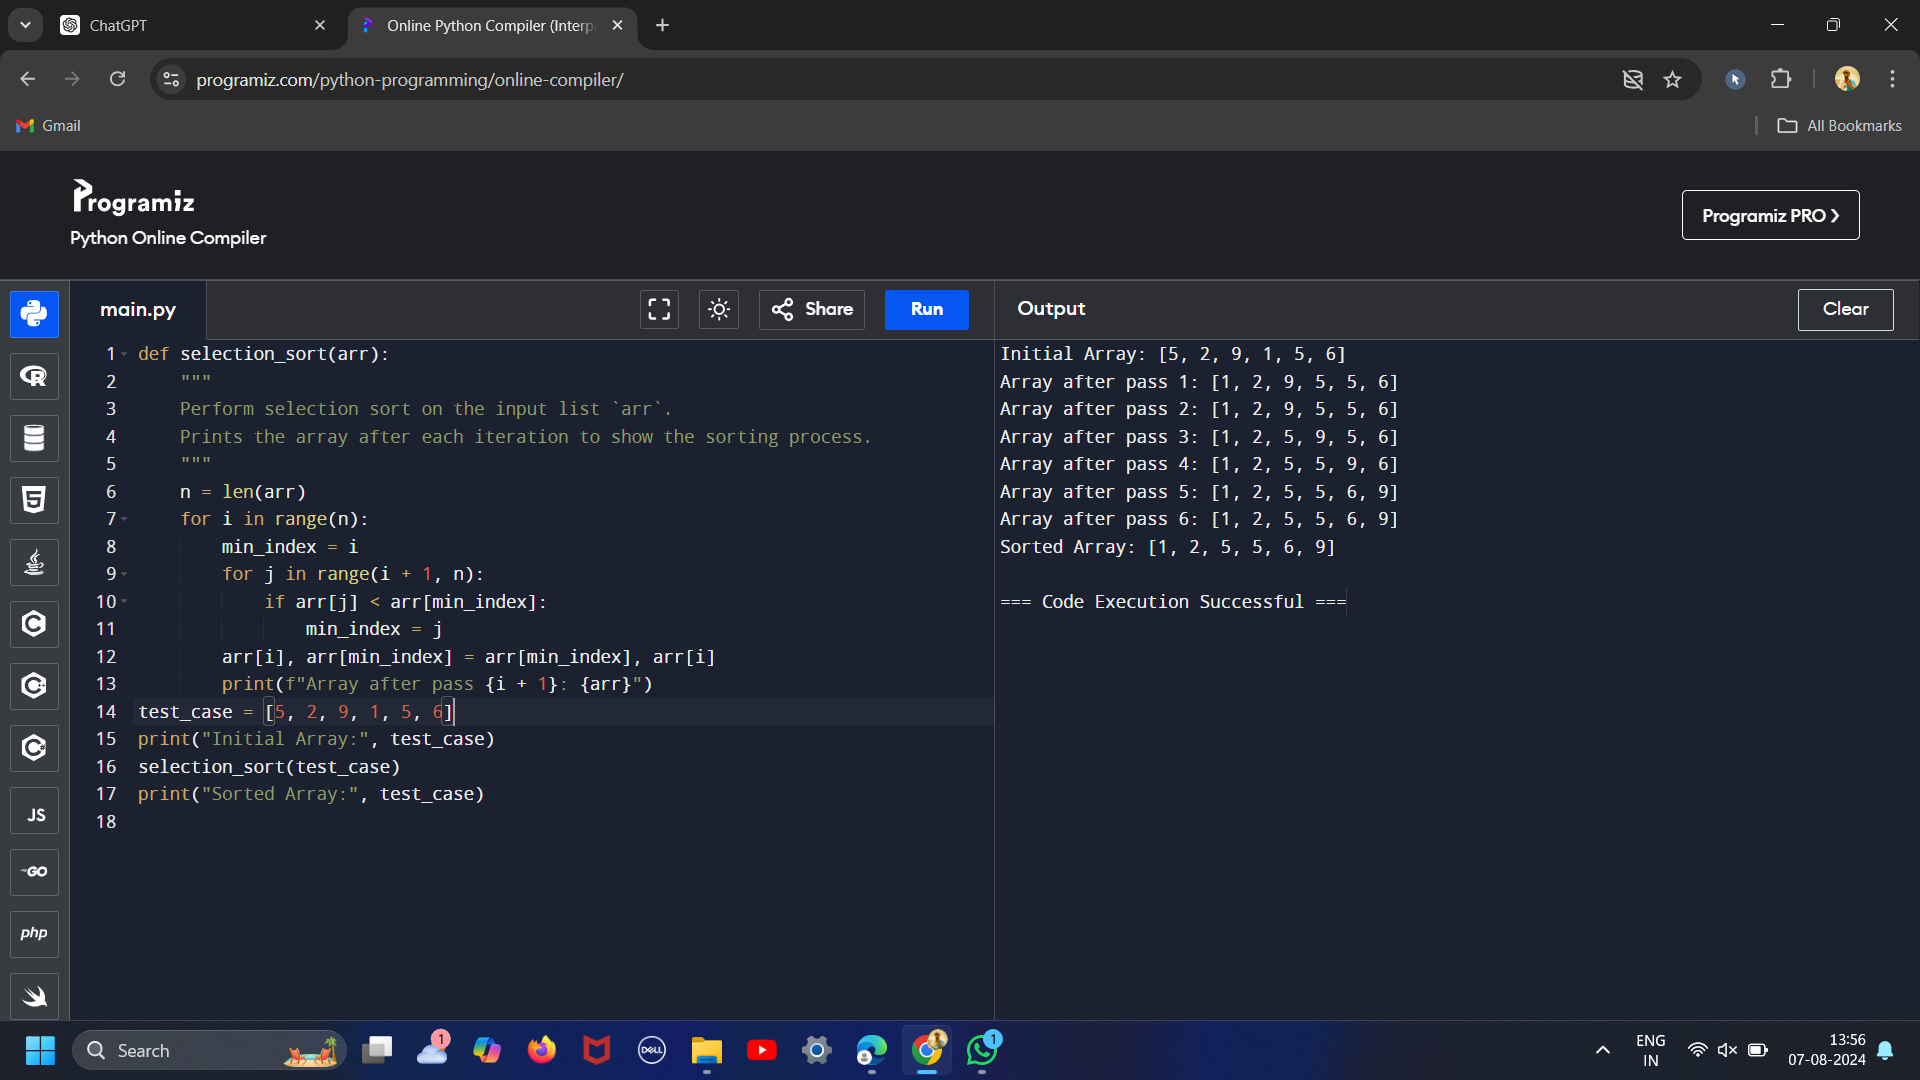 ChatGPT
Online Python Compiler (Interp
programiz.com/python-programming/online-compiler/
Gmail
All Bookmarks
Programiz
Python Online Compiler
Programiz PRO
main.py
Share
Run
Output
Clear
1 def selection_sort(arr):
2 """
3 Perform selection sort on the input list `arr`.
4 Prints the array after each iteration to show the sorting process.
5 """
6 n = len(arr)
7 for i in range(n):
8 min_index = i
9 for j in range(i + 1, n):
10 if arr[j] < arr[min_index]:
11 min_index = j
12 arr[i], arr[min_index] = arr[min_index], arr[i]
13 print(f"Array after pass {i + 1}: {arr}")
14 test_case = [5, 2, 9, 1, 5, 6]
15 print("Initial Array:", test_case)
16 selection_sort(test_case)
17 print("Sorted Array:", test_case)
18
Initial Array: [5, 2, 9, 1, 5, 6]
Array after pass 1: [1, 2, 9, 5, 5, 6]
Array after pass 2: [1, 2, 9, 5, 5, 6]
Array after pass 3: [1, 2, 5, 9, 5, 6]
Array after pass 4: [1, 2, 5, 5, 9, 6]
Array after pass 5: [1, 2, 5, 5, 6, 9]
Array after pass 6: [1, 2, 5, 5, 6, 9]
Sorted Array: [1, 2, 5, 5, 6, 9]
=== Code Execution Successful ===
R
5
C
C
C
JS
GO
php
Search
1
DELL
1
ENG
IN
13:56
07-08-2024